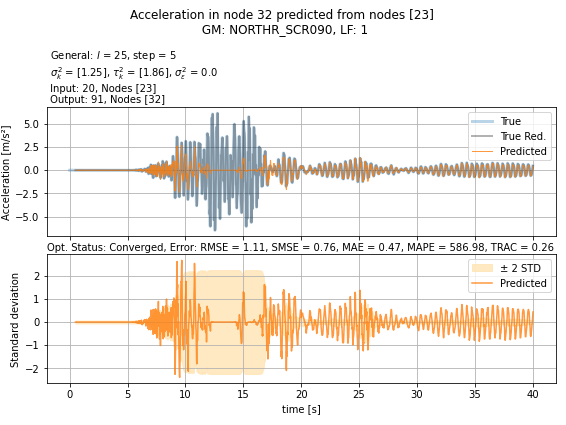 Acceleration in node 32 predicted from nodes [23]
GM: NORTHR_SCR090, LF: 1
General: l = 25, step = 5
σ²ₖ = [1.25], τ²ₖ = [1.86], σ²ε = 0.0
Input: 20, Nodes [23]
Output: 91, Nodes [32]
Acceleration [m/s²]
5.0
2.5
0.0
−2.5
−5.0
True
True Red.
Predicted
Opt. Status: Converged, Error: RMSE = 1.11, SMSE = 0.76, MAE = 0.47, MAPE = 586.98, TRAC = 0.26
Standard deviation
2
1
0
−1
−2
± 2 STD
Predicted
0 5 10 15 20 25 30 35 40
time [s]